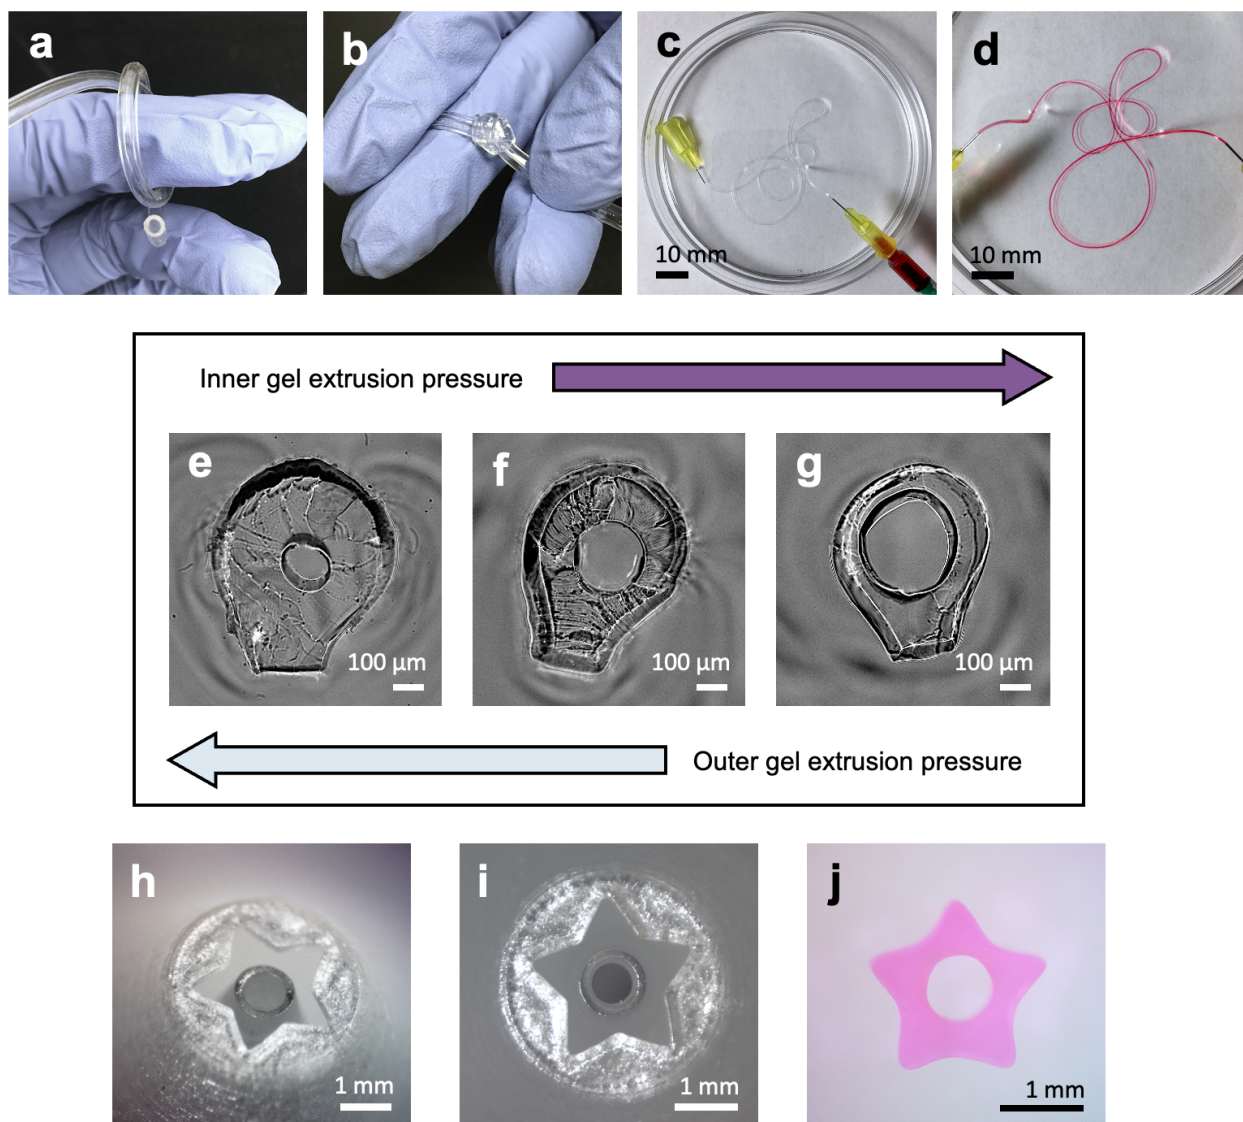 a
b
c
d
10 mm
10 mm
Inner gel extrusion pressure
e
f
g
100 µm
100 µm
100 µm
Outer gel extrusion pressure
h
i
j
1 mm
1 mm
1 mm